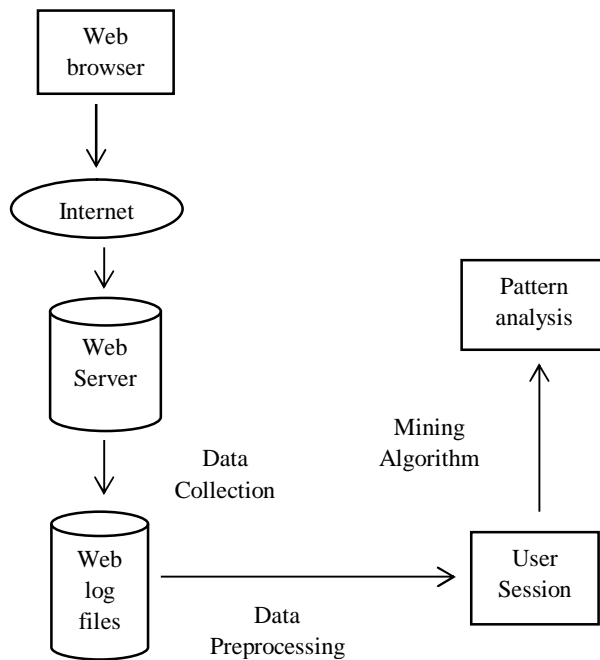 Web
browser
Internet
Web
Server
Data
Collection
Web
log
files
Data
Preprocessing
User
Session
Mining
Algorithm
Pattern
analysis